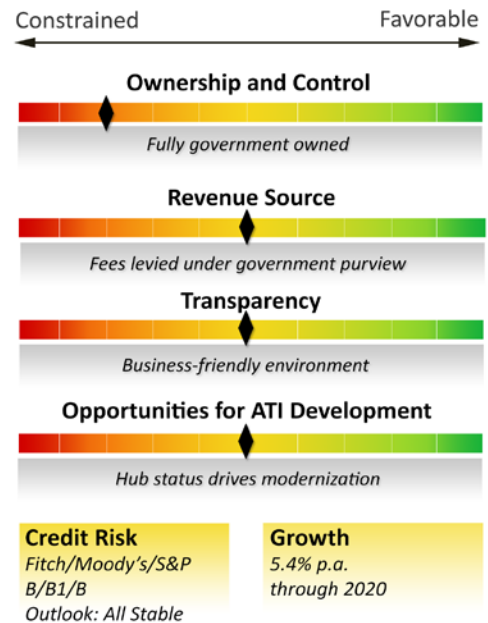 Constrained Favorable
Ownership and Control
Fully government owned
Revenue Source
Fees levied under government purview
Transparency
Business-friendly environment
Opportunities for ATI Development
Hub status drives modernization
Credit Risk
Fitch/Moody's/S&P
B/B1/B
Outlook: All Stable
Growth
5.4% p.a.
through 2020